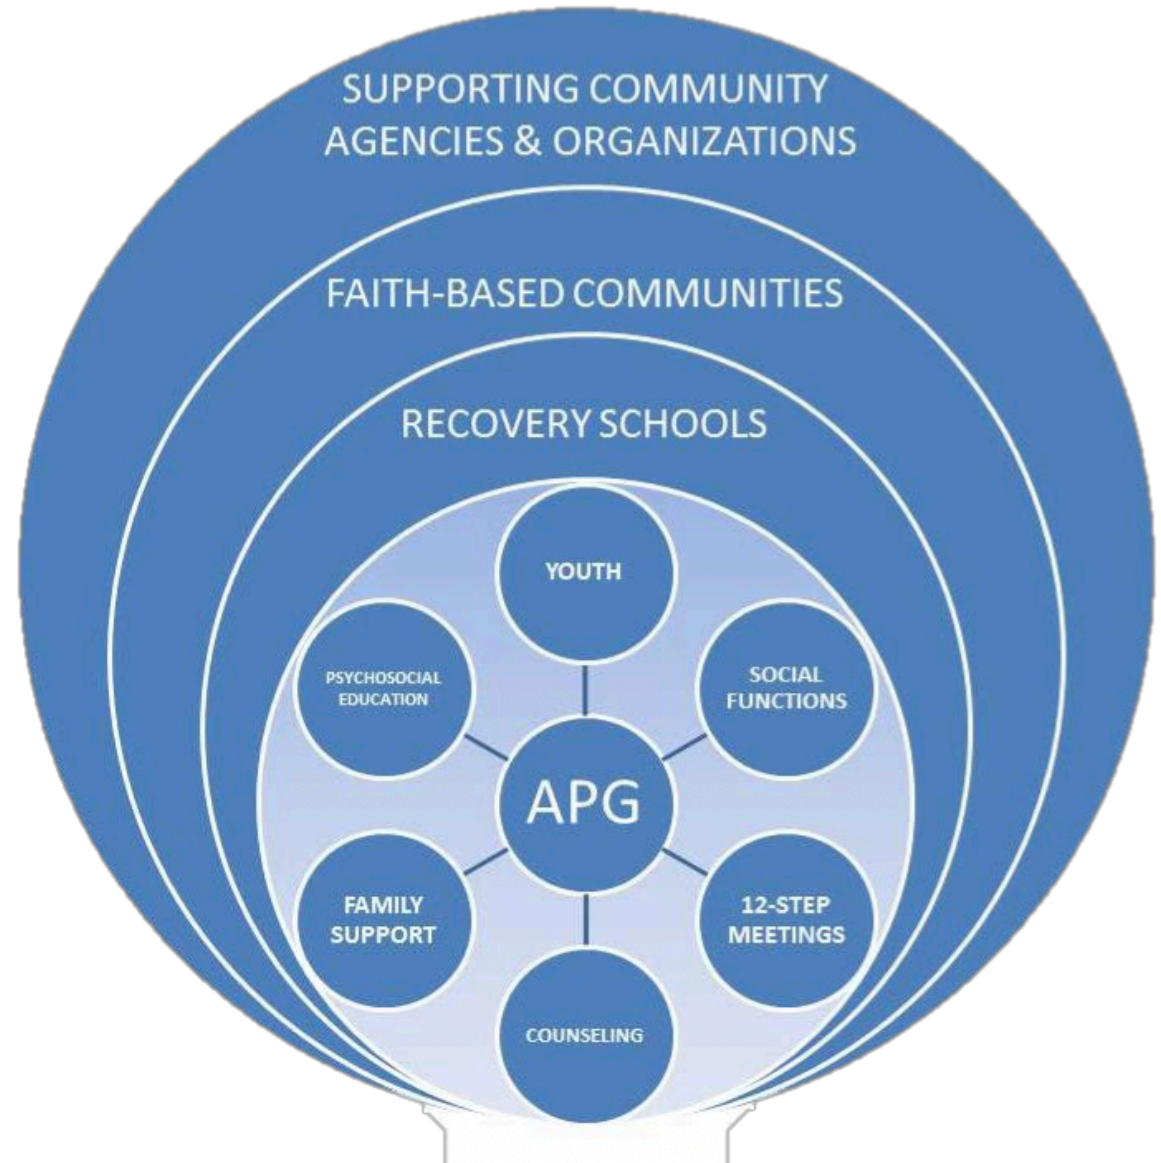 SUPPORTING COMMUNITY
AGENCIES & ORGANIZATIONS
FAITH-BASED COMMUNITIES
RECOVERY SCHOOLS
YOUTH
PSYCHOSOCIAL
EDUCATION
SOCIAL
FUNCTIONS
APG
FAMILY
SUPPORT
12-STEP
MEETINGS
COUNSELING